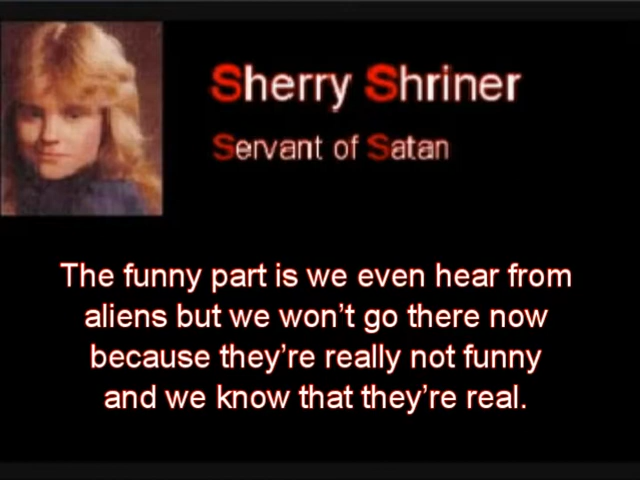 Sherry Shriner
Servant of Satan
The funny part is we even hear from
aliens but we won’t go there now
because they’re really not funny
and we know that they’re real.